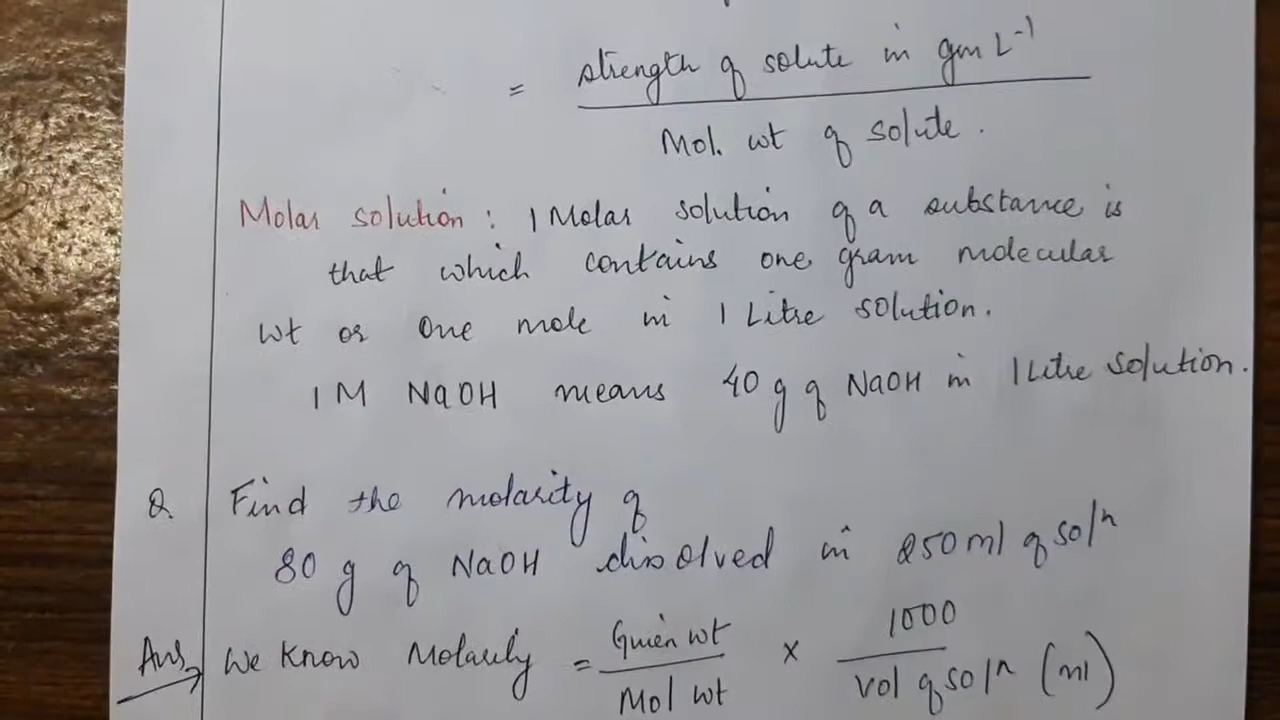 = strength of solute in gm L⁻¹
Mol. wt of solute.
Molar solution : 1 Molar solution of a substance is
that which contains one gram molecular
wt or one mole in 1 Litre solution.
1 M NaOH means 40 g of NaOH in 1 Litre solution.
Q. Find the molarity of
80 g of NaOH dissolved in 250 ml of solⁿ
Ans, We know Molarity = Given wt / Mol wt × 1000 / vol of solⁿ (ml)